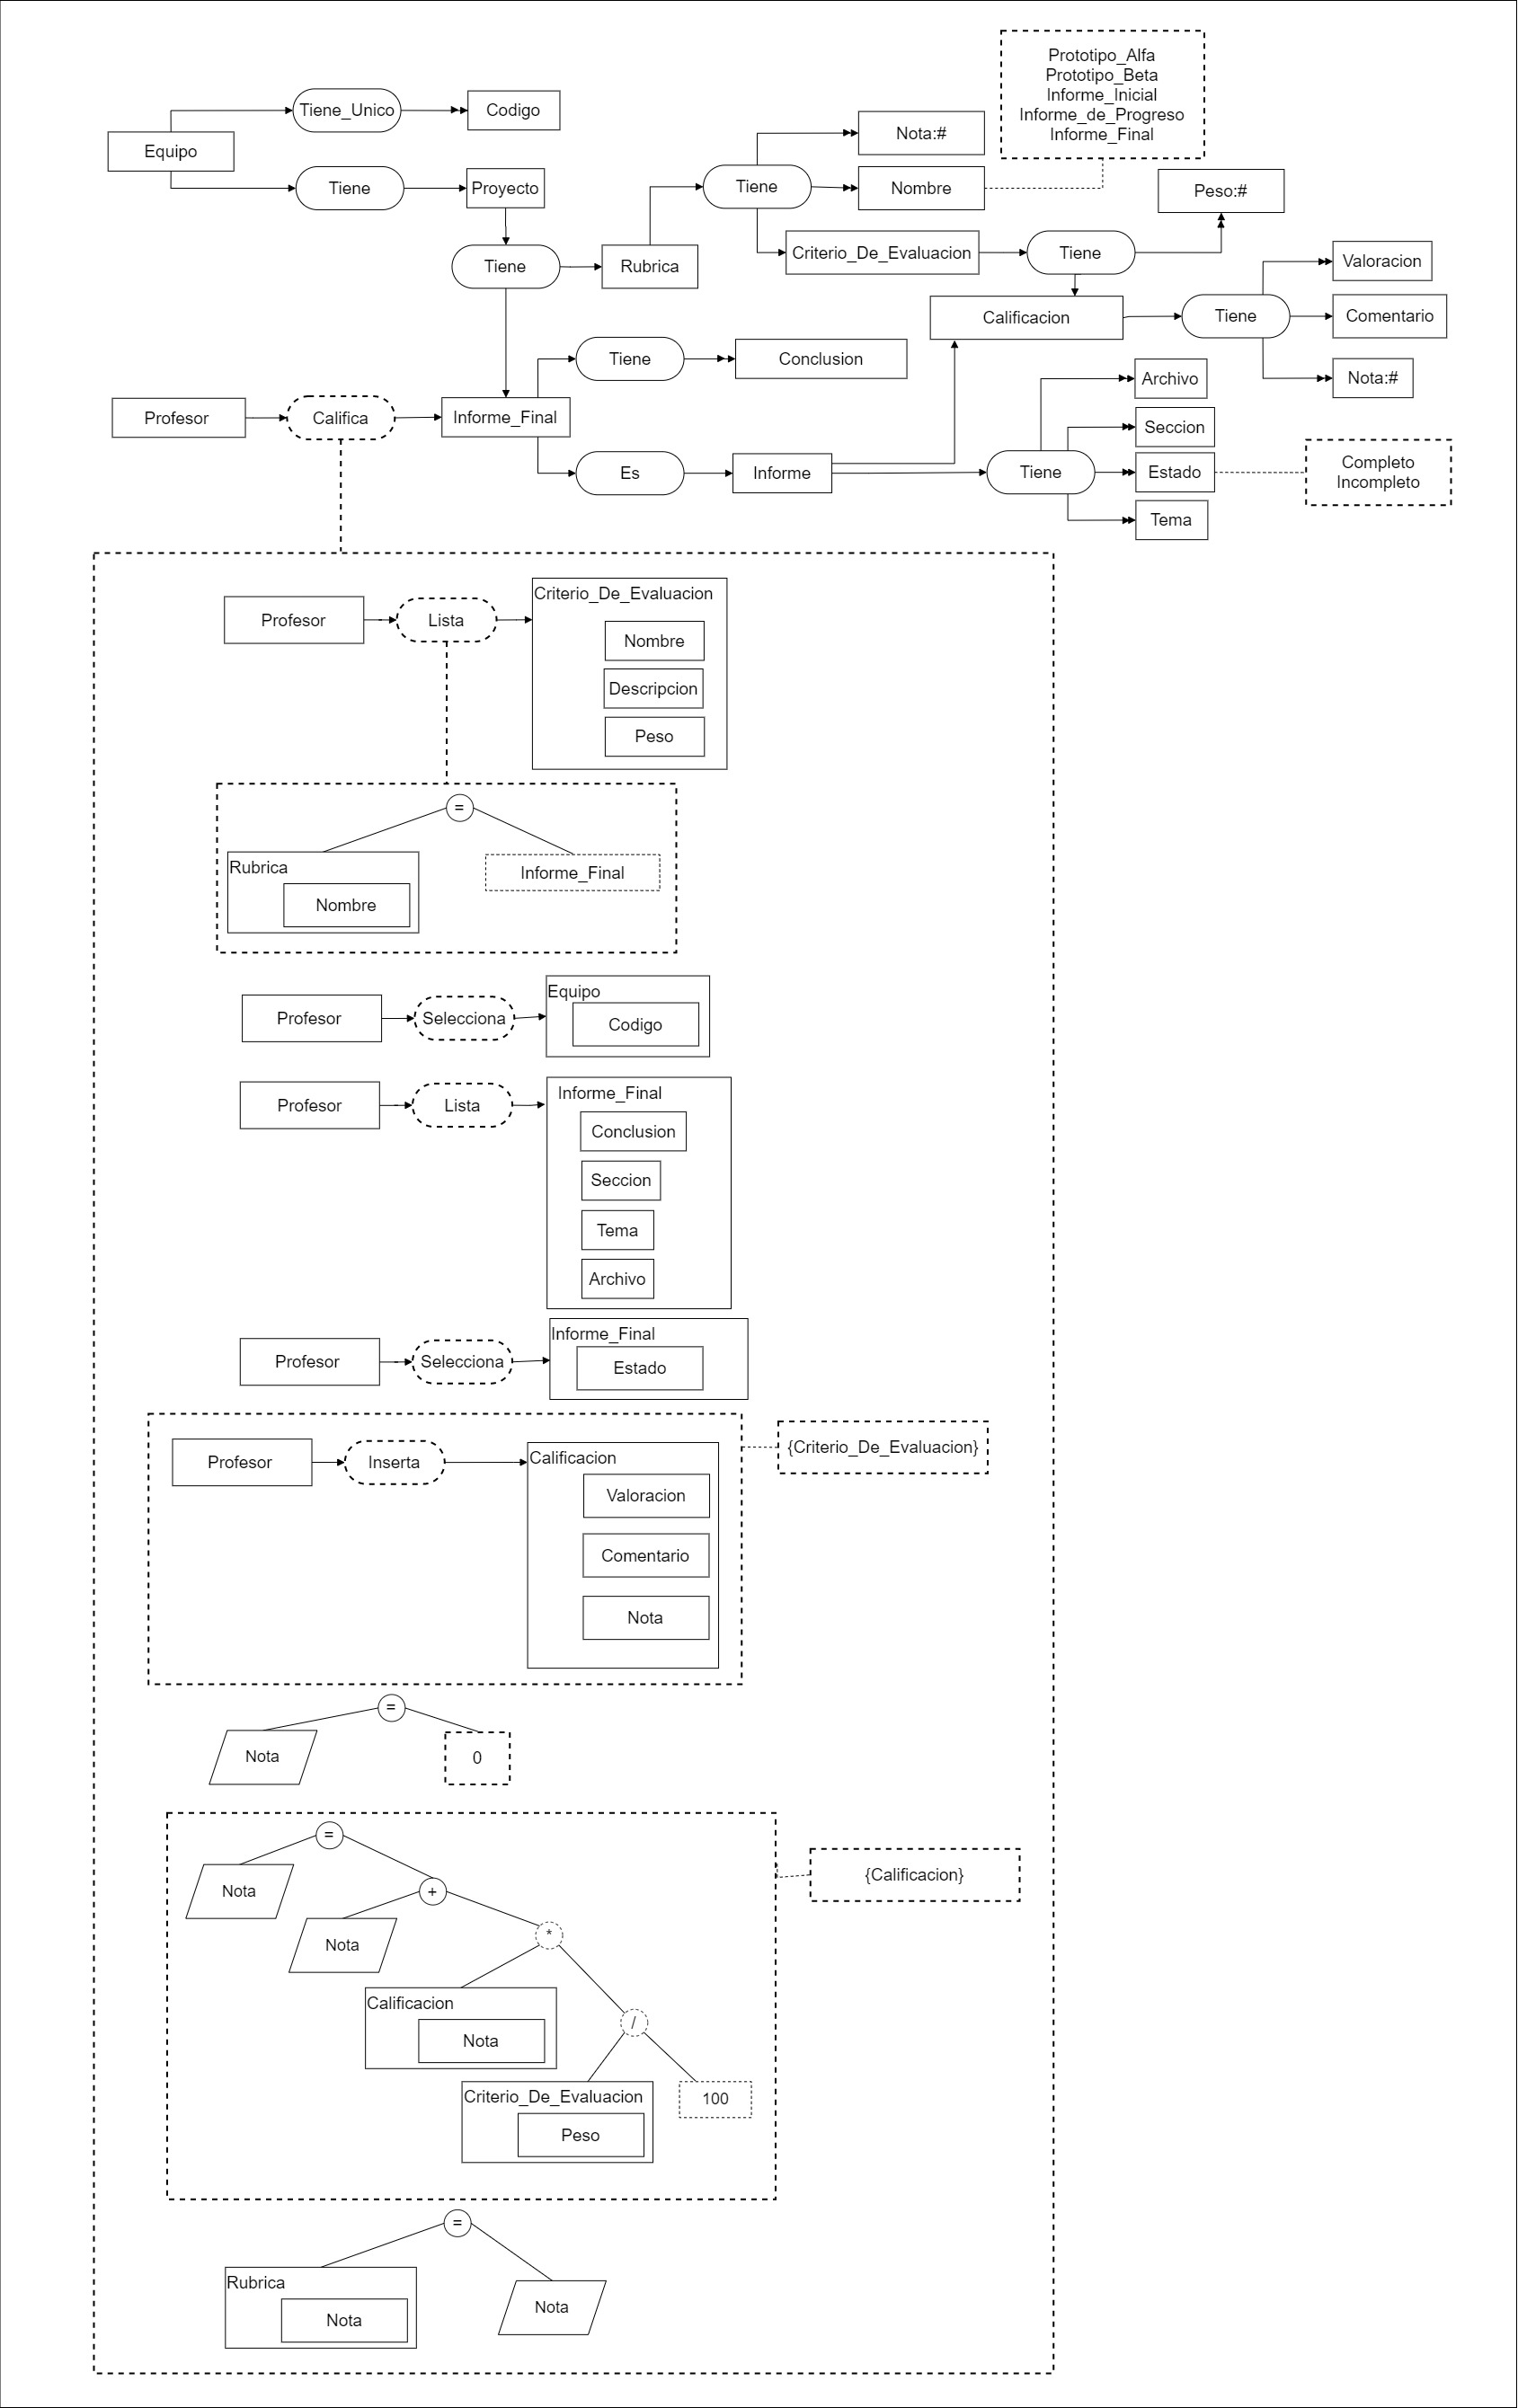 Prototipo_Alfa
Prototipo_Beta
Informe_Inicial
Informe_de_Progreso
Informe_Final
Tiene_Unico
Codigo
Equipo
Tiene
Proyecto
Nota:#
Tiene
Nombre
Peso:#
Tiene
Rubrica
Criterio_De_Evaluacion
Tiene
Valoracion
Calificacion
Tiene
Comentario
Tiene
Conclusion
Archivo
Nota:#
Profesor
Califica
Informe_Final
Seccion
Es
Informe
Tiene
Estado
Completo
Incompleto
Tema
Profesor
Lista
Criterio_De_Evaluacion
Nombre
Descripcion
Peso
=
Rubrica
Nombre
Informe_Final
Profesor
Selecciona
Equipo
Codigo
Profesor
Lista
Informe_Final
Conclusion
Seccion
Tema
Archivo
Profesor
Selecciona
Informe_Final
Estado
Profesor
Inserta
Calificacion
Valoracion
Comentario
Nota
{Criterio_De_Evaluacion}
=
Nota
0
=
Nota
+
Nota
*
Calificacion
Nota
/
Criterio_De_Evaluacion
Peso
100
{Calificacion}
=
Rubrica
Nota
Nota